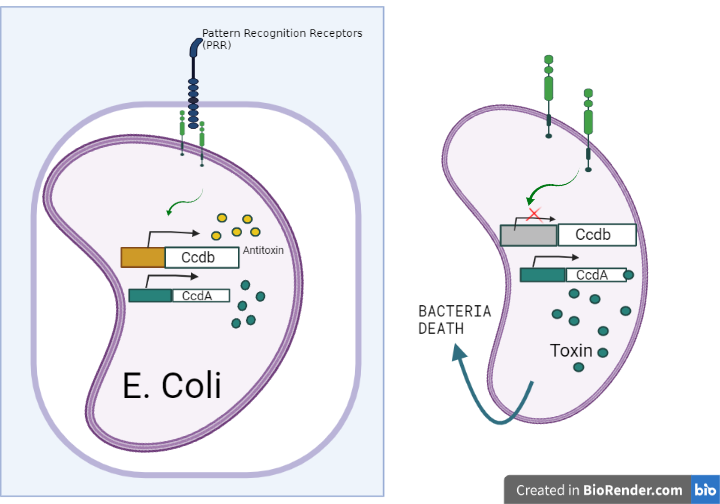 Pattern Recognition Receptors
(PRR)
Ccdb
Antitoxin
CcdA
E. Coli
Ccdb
CcdA
BACTERIA
DEATH
Toxin
Created in BioRender.com bio